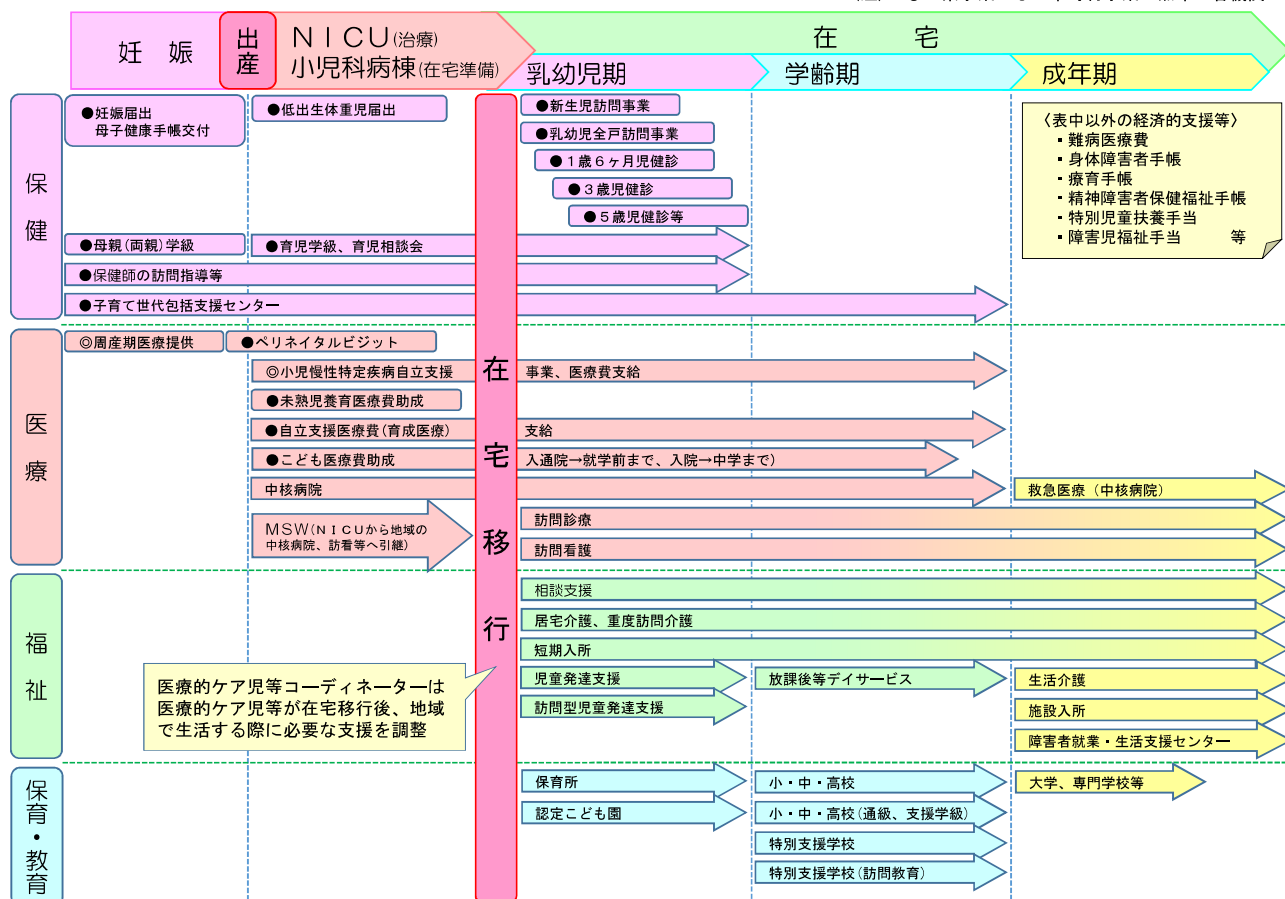 妊 娠
出産
ＮＩＣＵ(治療)
小児科病棟(在宅準備)
在 宅
乳幼児期
学齢期
成年期
保健
●妊娠届出
母子健康手帳交付
●低出生体重児届出
●新生児訪問事業
●乳幼児全戸訪問事業
●１歳６ヶ月児健診
●３歳児健診
●５歳児健診等
●母親(両親)学級
●育児学級、育児相談会
●保健師の訪問指導等
●子育て世代包括支援センター
〈表中以外の経済的支援等〉
・難病医療費
・身体障害者手帳
・療育手帳
・精神障害者保健福祉手帳
・特別児童扶養手当
・障害児福祉手当 等
在宅移行
医療
◎周産期医療提供
●ペリネイタルビジット
◎小児慢性特定疾病自立支援 事業、医療費支給
●未熟児養育医療費助成
●自立支援医療費(育成医療) 支給
●こども医療費助成 入通院→就学前まで、入院→中学まで)
中核病院
救急医療（中核病院）
ＭＳＷ(ＮＩＣＵから地域の
中核病院、訪看等へ引継)
訪問診療
訪問看護
福祉
相談支援
居宅介護、重度訪問介護
短期入所
児童発達支援
放課後等デイサービス
生活介護
訪問型児童発達支援
施設入所
障害者就業・生活支援センター
医療的ケア児等コーディネーターは
医療的ケア児等が在宅移行後、地域
で生活する際に必要な支援を調整
保育・教育
保育所
小・中・高校
大学、専門学校等
認定こども園
小・中・高校(通級、支援学級)
特別支援学校
特別支援学校(訪問教育)